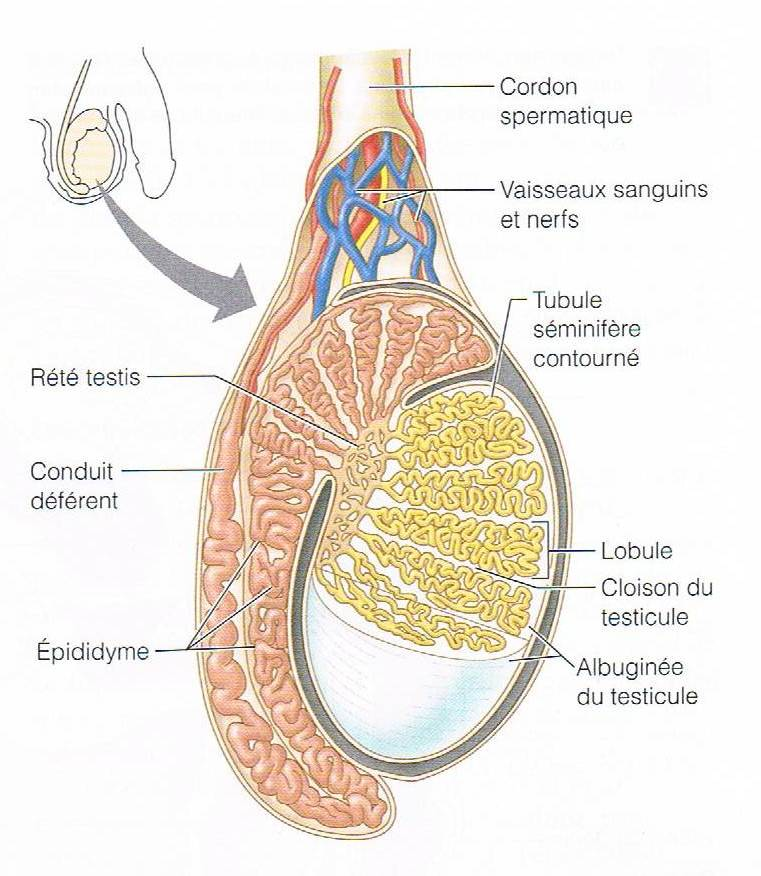 Cordon
spermatique
Vaisseaux sanguins
et nerfs
Tubule
séminifère
contourné
Rété testis
Conduit
déférent
Lobule
Cloison du
testicule
Épididyme
Albuginée
du testicule